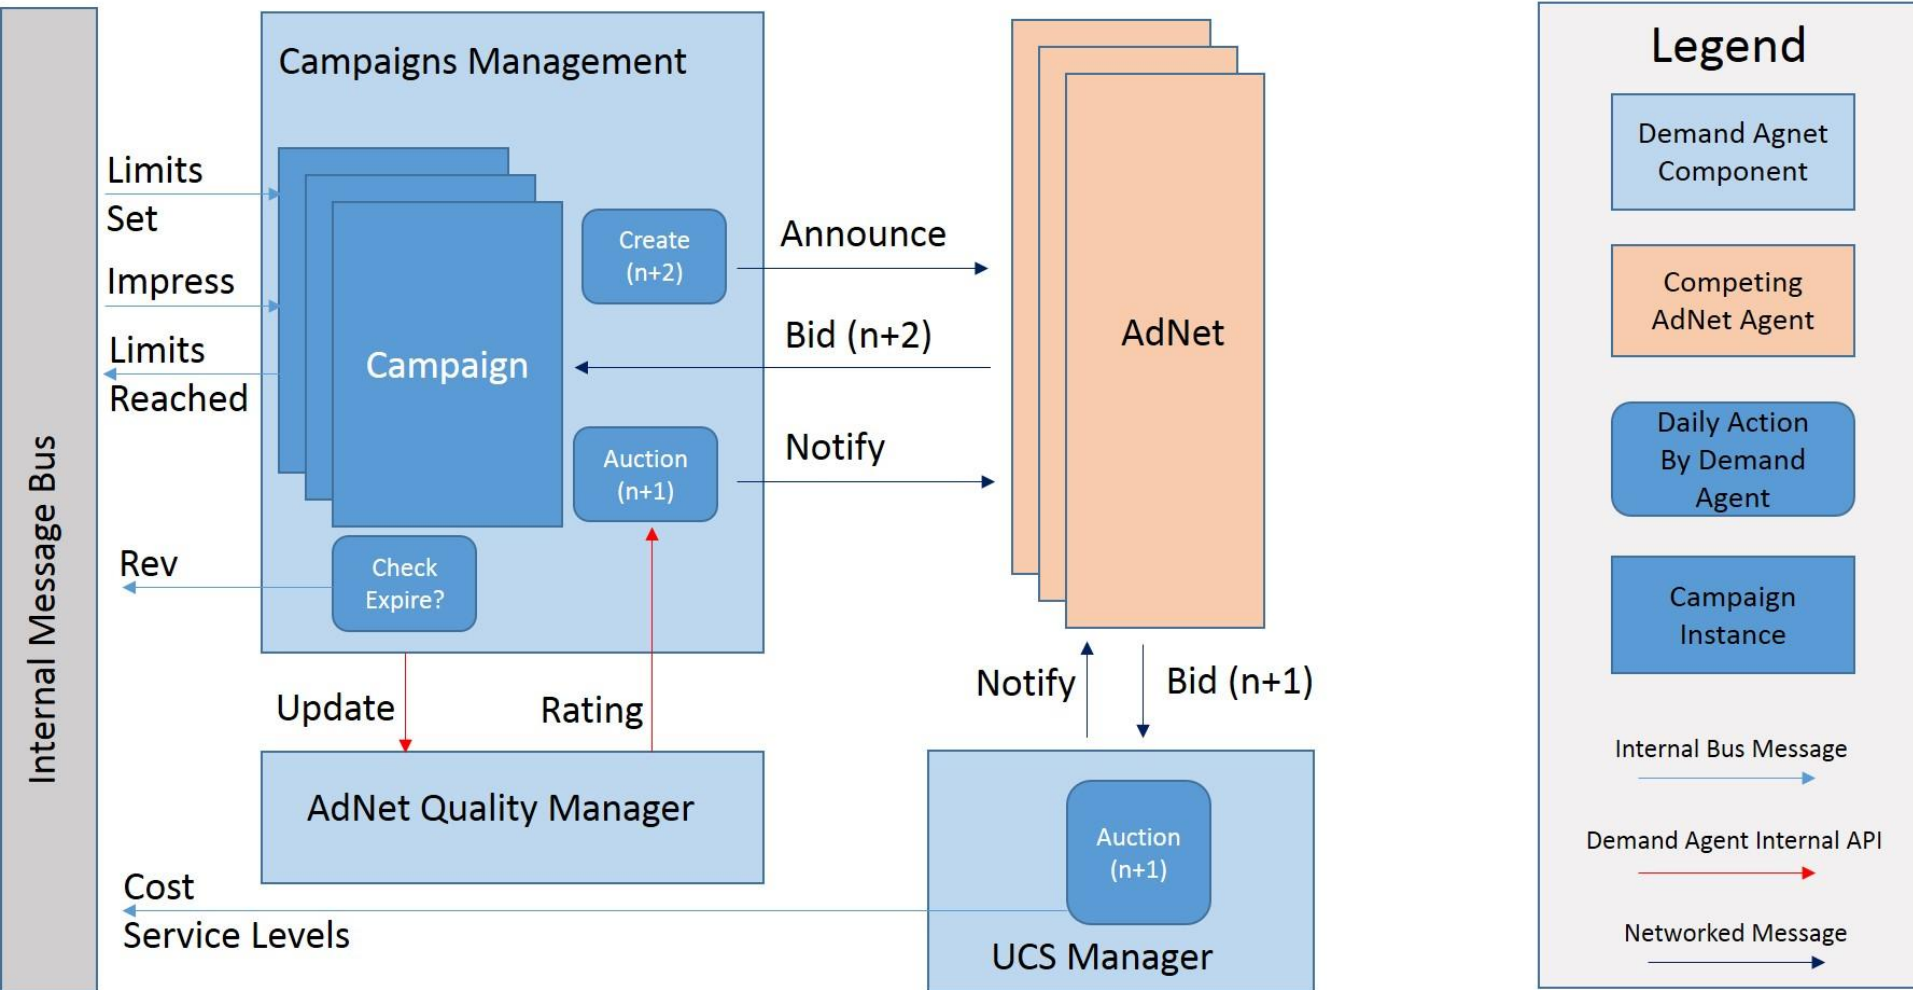 Internal Message Bus
Campaigns Management
Limits
Set
Impress
Limits
Reached
Rev
Campaign
Create
(n+2)
Auction
(n+1)
Check
Expire?
Announce
Bid (n+2)
Notify
AdNet
Update
Rating
Notify
Bid (n+1)
AdNet Quality Manager
Cost
Service Levels
Auction
(n+1)
UCS Manager
Legend
Demand Agnet
Component
Competing
AdNet Agent
Daily Action
By Demand
Agent
Campaign
Instance
Internal Bus Message
Demand Agent Internal API
Networked Message